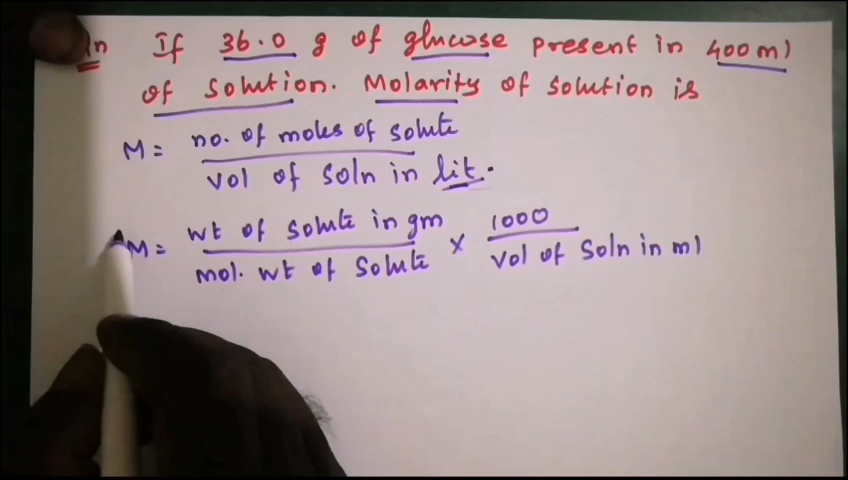 Qn If 36.0 g of glucose present in 400 ml
of solution. Molarity of solution is
M = no. of moles of solute
vol of soln in lit.
M = wt of solute in gm × 1000
mol. wt of solute vol of soln in ml